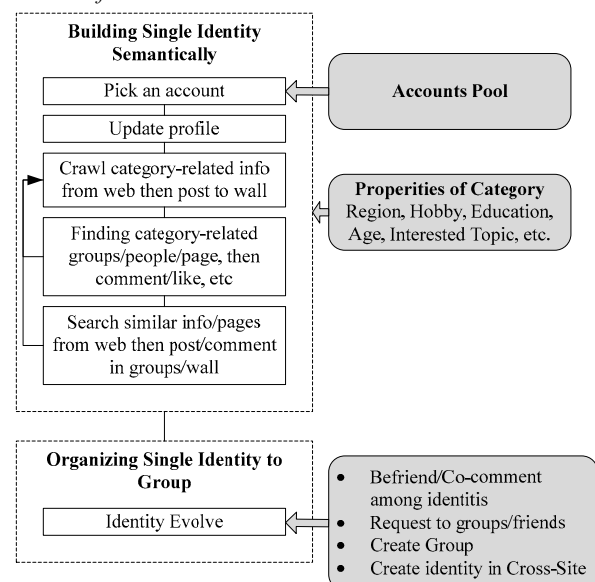 Building Single Identity
Semantically
Pick an account
Update profile
Crawl category-related info
from web then post to wall
Finding category-related
groups/people/page, then
comment/like, etc
Search similar info/pages
from web then post/comment
in groups/wall
Accounts Pool
Properities of Category
Region, Hobby, Education,
Age, Interested Topic, etc.
Organizing Single Identity to
Group
Identity Evolve
• Befriend/Co-comment
among identitis
• Request to groups/friends
• Create Group
• Create identity in Cross-Site